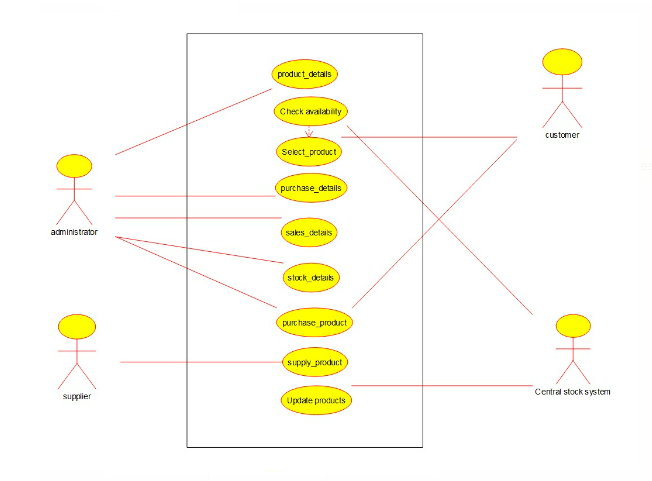 product_details
Check availability
Select_product
purchase_details
sales_details
stock_details
purchase_product
supply_product
Update products
administrator
supplier
customer
Central stock system